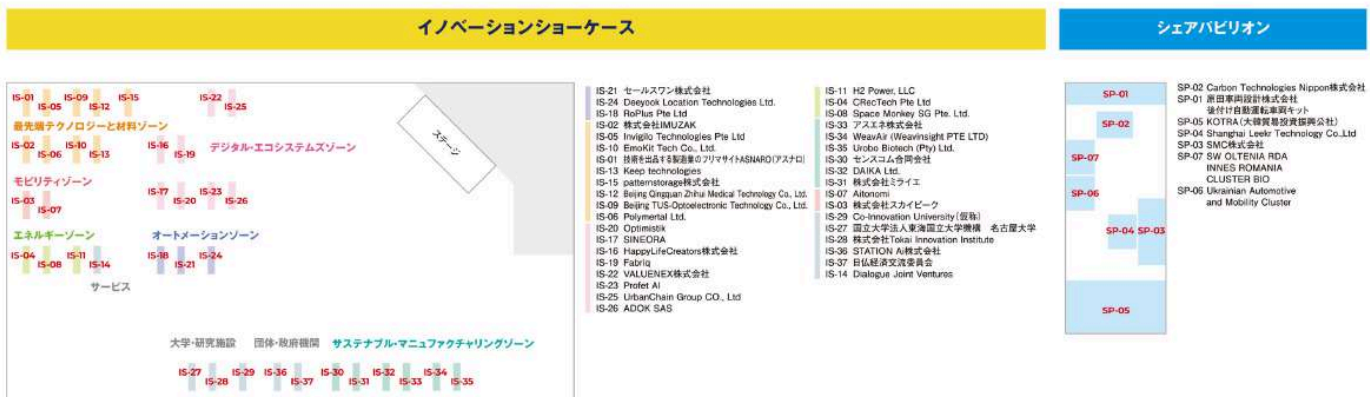 イノベーションショーケース
シェアパビリオン
IS-01
IS-05
IS-09
IS-12
IS-15
IS-22
IS-25
最先端テクノロジーと材料ゾーン
IS-02
IS-06
IS-10
IS-13
IS-16
IS-19
デジタル・エコシステムズゾーン
ステージ
モビリティゾーン
IS-03
IS-07
IS-17
IS-20
IS-23
IS-26
エネルギーゾーン
オートメーションゾーン
IS-04
IS-08
IS-11
IS-14
IS-18
IS-21
IS-24
サービス
大学・研究施設
団体・政府機関
サステナブル・マニュファクチャリングゾーン
IS-27
IS-28
IS-29
IS-36
IS-37
IS-30
IS-31
IS-32
IS-33
IS-34
IS-35
IS-21 セールスワン株式会社
IS-24 Deeyook Location Technologies Ltd.
IS-18 RoPlus Pte Ltd
IS-02 株式会社IMUZAK
IS-05 Invigilo Technologies Pte Ltd
IS-10 EmoKit Tech Co., Ltd.
IS-01 技術を出品する製造業のフリマサイトASNARO(アスナロ)
IS-13 Keep technologies
IS-15 patternstorage株式会社
IS-12 Beijing Qingquan Zhihui Medical Technology Co., Ltd.
IS-09 Beijing TUS-Optoelectronic Technology Co., Ltd.
IS-06 Polymertal Ltd.
IS-20 Optimistik
IS-17 SINEORA
IS-16 HappyLifeCreators株式会社
IS-19 Fabriq
IS-22 VALUENEX株式会社
IS-23 Profet AI
IS-25 UrbanChain Group CO., Ltd
IS-26 ADOK SAS
IS-11 H2 Power, LLC
IS-04 CRecTech Pte Ltd
IS-08 Space Monkey SG Pte. Ltd.
IS-33 アスエネ株式会社
IS-34 WeavAir (Weavinsight PTE LTD)
IS-35 Urobo Biotech (Pty) Ltd.
IS-30 センスコム合同会社
IS-32 DAIKA Ltd.
IS-31 株式会社ミライエ
IS-07 Aitonomi
IS-03 株式会社スカイピーク
IS-29 Co-Innovation University(仮称)
IS-27 国立大学法人東海国立大学機構 名古屋大学
IS-28 株式会社Tokai Innovation Institute
IS-36 STATION Ai株式会社
IS-37 日仏経済交流委員会
IS-14 Dialogue Joint Ventures
SP-01
SP-02
SP-07
SP-06
SP-04
SP-03
SP-05
SP-02 Carbon Technologies Nippon株式会社
SP-01 原田車両設計株式会社
後付け自動運転車両キット
SP-05 KOTRA(大韓貿易投資振興公社)
SP-04 Shanghai Leekr Technology Co.,Ltd
SP-03 SMC株式会社
SP-07 SW OLTENIA RDA
INNES ROMANIA
CLUSTER BIO
SP-06 Ukrainian Automotive
and Mobility Cluster